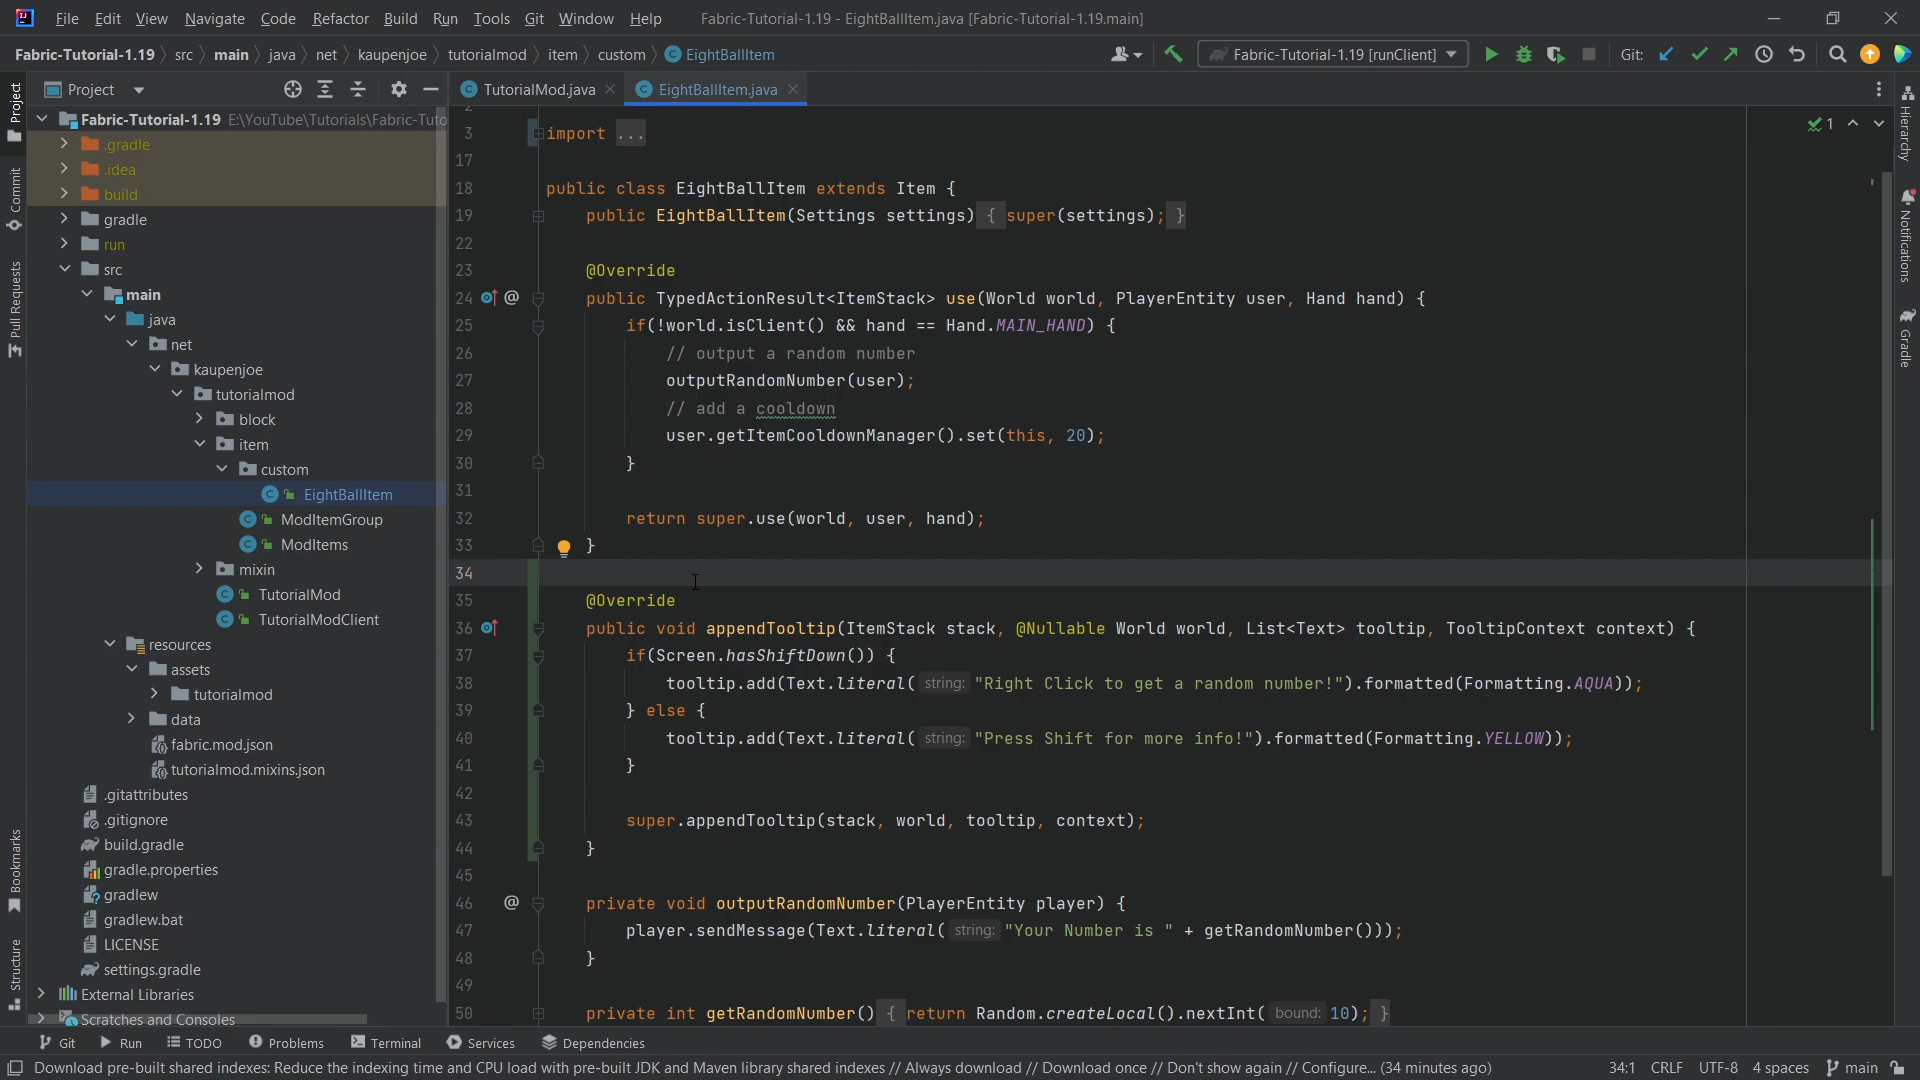 File Edit View Navigate Code Refactor Build Run Tools Git Window Help Fabric-Tutorial-1.19 - EightBallItem.java [Fabric-Tutorial-1.19.main]
Fabric-Tutorial-1.19 src main java net kaupenjoe tutorialmod item custom EightBallItem Fabric-Tutorial-1.19 [runClient] Git:
Project TutorialMod.java EightBallItem.java
Fabric-Tutorial-1.19 E:\YouTube\Tutorials\Fabric-Tuto
.gradle
.idea
build
gradle
run
src
main
java
net
kaupenjoe
tutorialmod
block
item
custom
EightBallItem
ModItemGroup
ModItems
mixin
TutorialMod
TutorialModClient
resources
assets
tutorialmod
data
fabric.mod.json
tutorialmod.mixins.json
.gitattributes
.gitignore
build.gradle
gradle.properties
gradlew
gradlew.bat
LICENSE
settings.gradle
External Libraries
Scratches and Consoles
Project
Commit
Pull Requests
Bookmarks
Structure
2
3 import ...
17
18 public class EightBallItem extends Item {
19 public EightBallItem(Settings settings) { super(settings); }
22
23 @Override
24 @ public TypedActionResult<ItemStack> use(World world, PlayerEntity user, Hand hand) {
25 if(!world.isClient() && hand == Hand.MAIN_HAND) {
26 // output a random number
27 outputRandomNumber(user);
28 // add a cooldown
29 user.getItemCooldownManager().set(this, 20);
30 }
31
32 return super.use(world, user, hand);
33 }
34
35 @Override
36 public void appendTooltip(ItemStack stack, @Nullable World world, List<Text> tooltip, TooltipContext context) {
37 if(Screen.hasShiftDown()) {
38 tooltip.add(Text.literal( string: "Right Click to get a random number!").formatted(Formatting.AQUA));
39 } else {
40 tooltip.add(Text.literal( string: "Press Shift for more info!").formatted(Formatting.YELLOW));
41 }
42
43 super.appendTooltip(stack, world, tooltip, context);
44 }
45
46 @ private void outputRandomNumber(PlayerEntity player) {
47 player.sendMessage(Text.literal( string: "Your Number is " + getRandomNumber()));
48 }
49
50 private int getRandomNumber() { return Random.createLocal().nextInt( bound: 10); }
1
Hierarchy
Notifications
Gradle
Git Run TODO Problems Terminal Services Dependencies
Download pre-built shared indexes: Reduce the indexing time and CPU load with pre-built JDK and Maven library shared indexes // Always download // Download once // Don't show again // Configure... (34 minutes ago) 34:1 CRLF UTF-8 4 spaces main